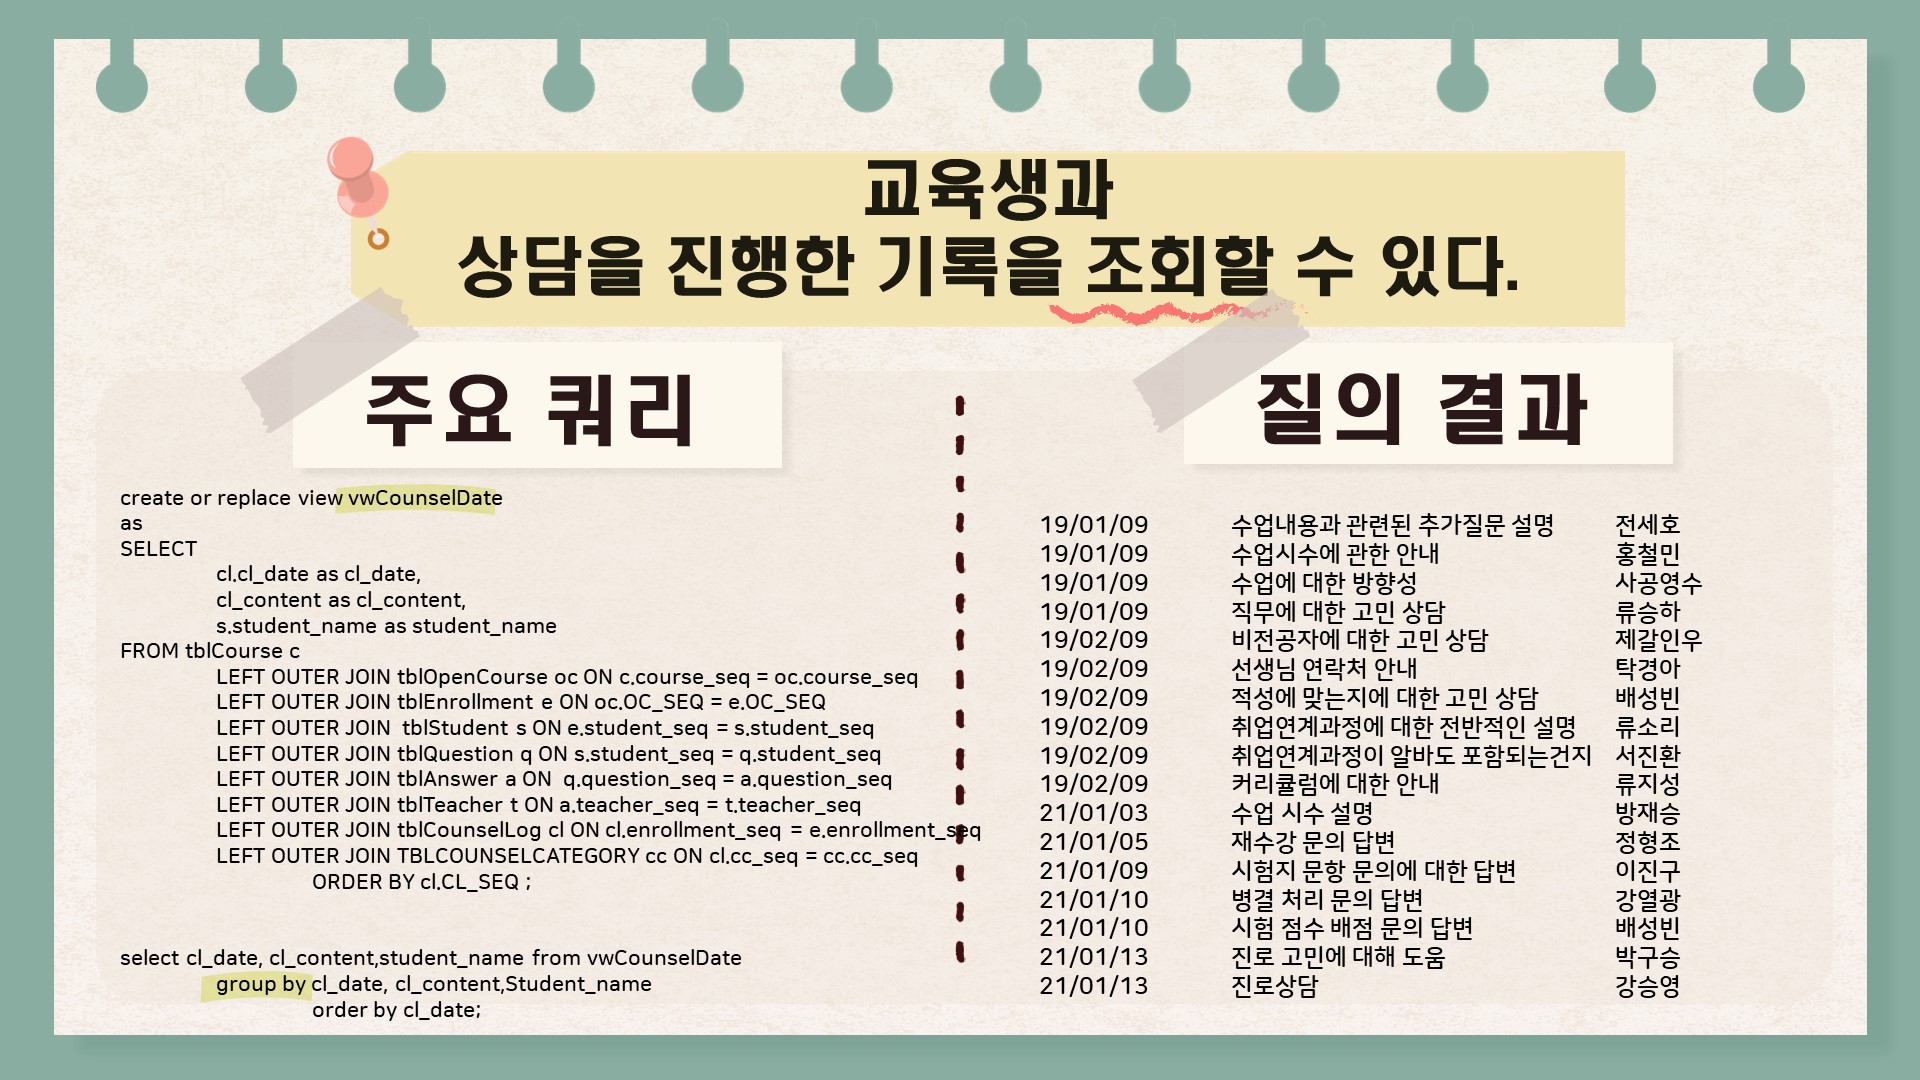 교육생과
상담을 진행한 기록을 조회할 수 있다.
주요 쿼리
create or replace view vwCounselDate
as
SELECT
cl.cl_date as cl_date,
cl_content as cl_content,
s.student_name as student_name
FROM tblCourse c
LEFT OUTER JOIN tblOpenCourse oc ON c.course_seq = oc.course_seq
LEFT OUTER JOIN tblEnrollment e ON oc.OC_SEQ = e.OC_SEQ
LEFT OUTER JOIN tblStudent s ON e.student_seq = s.student_seq
LEFT OUTER JOIN tblQuestion q ON s.student_seq = q.student_seq
LEFT OUTER JOIN tblAnswer a ON q.question_seq = a.question_seq
LEFT OUTER JOIN tblTeacher t ON a.teacher_seq = t.teacher_seq
LEFT OUTER JOIN tblCounselLog cl ON cl.enrollment_seq = e.enrollment_seq
LEFT OUTER JOIN TBLCOUNSELCATEGORY cc ON cl.cc_seq = cc.cc_seq
ORDER BY cl.CL_SEQ ;
select cl_date, cl_content,student_name from vwCounselDate
group by cl_date, cl_content,Student_name
order by cl_date;
질의 결과
19/01/09 수업내용과 관련된 추가질문 설명 전세호
19/01/09 수업시수에 관한 안내 홍철민
19/01/09 수업에 대한 방향성 사공영수
19/01/09 직무에 대한 고민 상담 류승하
19/02/09 비전공자에 대한 고민 상담 제갈인우
19/02/09 선생님 연락처 안내 탁경아
19/02/09 적성에 맞는지에 대한 고민 상담 배성빈
19/02/09 취업연계과정에 대한 전반적인 설명 류소리
19/02/09 취업연계과정이 알바도 포함되는건지 서진환
19/02/09 커리큘럼에 대한 안내 류지성
21/01/03 수업 시수 설명 방재승
21/01/05 재수강 문의 답변 정형조
21/01/09 시험지 문항 문의에 대한 답변 이진구
21/01/10 병결 처리 문의 답변 강열광
21/01/10 시험 점수 배점 문의 답변 배성빈
21/01/13 진로 고민에 대해 도움 박구승
21/01/13 진로상담 강승영